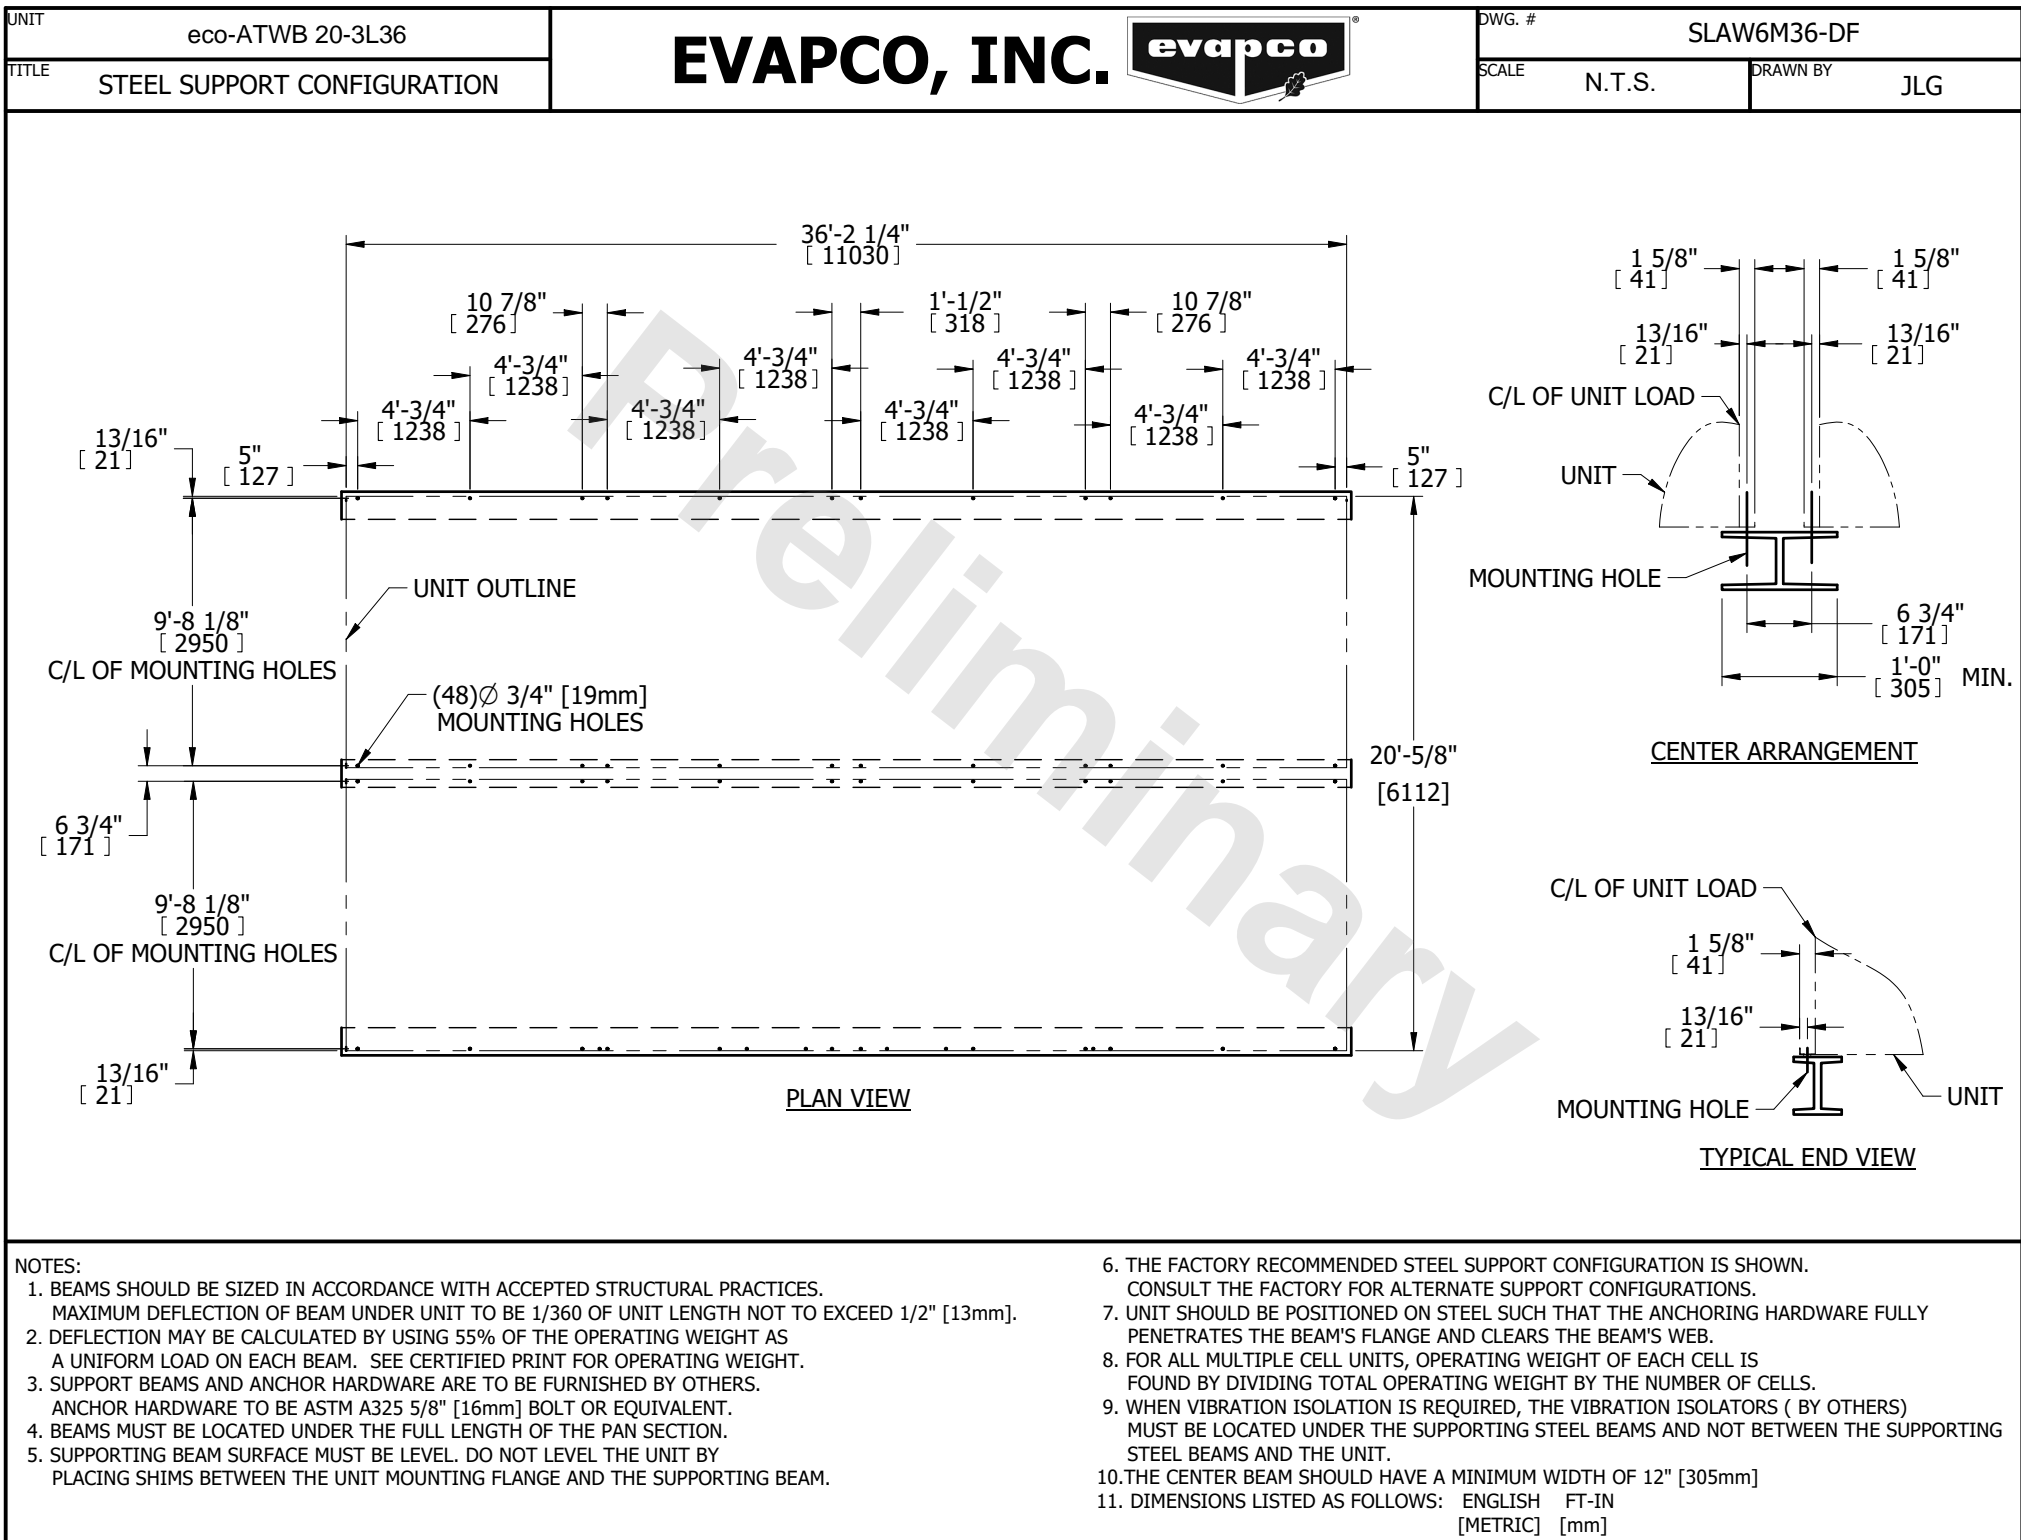 UNIT
eco-ATWB 20-3L36
TITLE
STEEL SUPPORT CONFIGURATION
EVAPCO, INC.
evapco
®
DWG. #
SLAW6M36-DF
SCALE
N.T.S.
DRAWN BY
JLG
36'-2 1/4"
[ 11030 ]
10 7/8"
[ 276 ]
1'-1/2"
[ 318 ]
10 7/8"
[ 276 ]
4'-3/4"
[ 1238 ]
4'-3/4"
[ 1238 ]
4'-3/4"
[ 1238 ]
4'-3/4"
[ 1238 ]
4'-3/4"
[ 1238 ]
4'-3/4"
[ 1238 ]
4'-3/4"
[ 1238 ]
4'-3/4"
[ 1238 ]
13/16"
[ 21 ]
5"
[ 127 ]
5"
[ 127 ]
UNIT OUTLINE
9'-8 1/8"
[ 2950 ]
C/L OF MOUNTING HOLES
(48)Ø 3/4" [19mm]
MOUNTING HOLES
20'-5/8"
[6112]
6 3/4"
[ 171 ]
9'-8 1/8"
[ 2950 ]
C/L OF MOUNTING HOLES
13/16"
[ 21 ]
PLAN VIEW
Preliminary
1 5/8"
[ 41 ]
1 5/8"
[ 41 ]
13/16"
[ 21 ]
13/16"
[ 21 ]
C/L OF UNIT LOAD
UNIT
MOUNTING HOLE
6 3/4"
[ 171 ]
1'-0"
[ 305 ] MIN.
CENTER ARRANGEMENT
C/L OF UNIT LOAD
1 5/8"
[ 41 ]
13/16"
[ 21 ]
MOUNTING HOLE
UNIT
TYPICAL END VIEW
NOTES:
1. BEAMS SHOULD BE SIZED IN ACCORDANCE WITH ACCEPTED STRUCTURAL PRACTICES.
MAXIMUM DEFLECTION OF BEAM UNDER UNIT TO BE 1/360 OF UNIT LENGTH NOT TO EXCEED 1/2" [13mm].
2. DEFLECTION MAY BE CALCULATED BY USING 55% OF THE OPERATING WEIGHT AS
A UNIFORM LOAD ON EACH BEAM. SEE CERTIFIED PRINT FOR OPERATING WEIGHT.
3. SUPPORT BEAMS AND ANCHOR HARDWARE ARE TO BE FURNISHED BY OTHERS.
ANCHOR HARDWARE TO BE ASTM A325 5/8" [16mm] BOLT OR EQUIVALENT.
4. BEAMS MUST BE LOCATED UNDER THE FULL LENGTH OF THE PAN SECTION.
5. SUPPORTING BEAM SURFACE MUST BE LEVEL. DO NOT LEVEL THE UNIT BY
PLACING SHIMS BETWEEN THE UNIT MOUNTING FLANGE AND THE SUPPORTING BEAM.
6. THE FACTORY RECOMMENDED STEEL SUPPORT CONFIGURATION IS SHOWN.
CONSULT THE FACTORY FOR ALTERNATE SUPPORT CONFIGURATIONS.
7. UNIT SHOULD BE POSITIONED ON STEEL SUCH THAT THE ANCHORING HARDWARE FULLY
PENETRATES THE BEAM'S FLANGE AND CLEARS THE BEAM'S WEB.
8. FOR ALL MULTIPLE CELL UNITS, OPERATING WEIGHT OF EACH CELL IS
FOUND BY DIVIDING TOTAL OPERATING WEIGHT BY THE NUMBER OF CELLS.
9. WHEN VIBRATION ISOLATION IS REQUIRED, THE VIBRATION ISOLATORS ( BY OTHERS)
MUST BE LOCATED UNDER THE SUPPORTING STEEL BEAMS AND NOT BETWEEN THE SUPPORTING
STEEL BEAMS AND THE UNIT.
10.THE CENTER BEAM SHOULD HAVE A MINIMUM WIDTH OF 12" [305mm]
11. DIMENSIONS LISTED AS FOLLOWS: ENGLISH FT-IN
[METRIC] [mm]